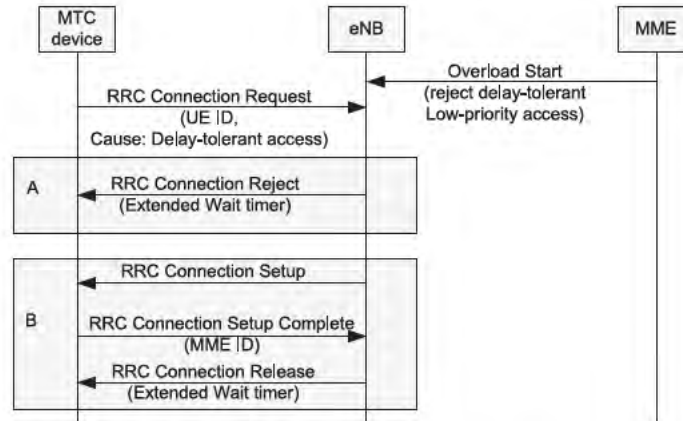 MTC
device
eNB
MME
Overload Start
(reject delay-tolerant
Low-priority access)
RRC Connection Request
(UE ID,
Cause: Delay-tolerant access)
A
RRC Connection Reject
(Extended Wait timer)
B
RRC Connection Setup
RRC Connection Setup Complete
(MME ID)
RRC Connection Release
(Extended Wait timer)